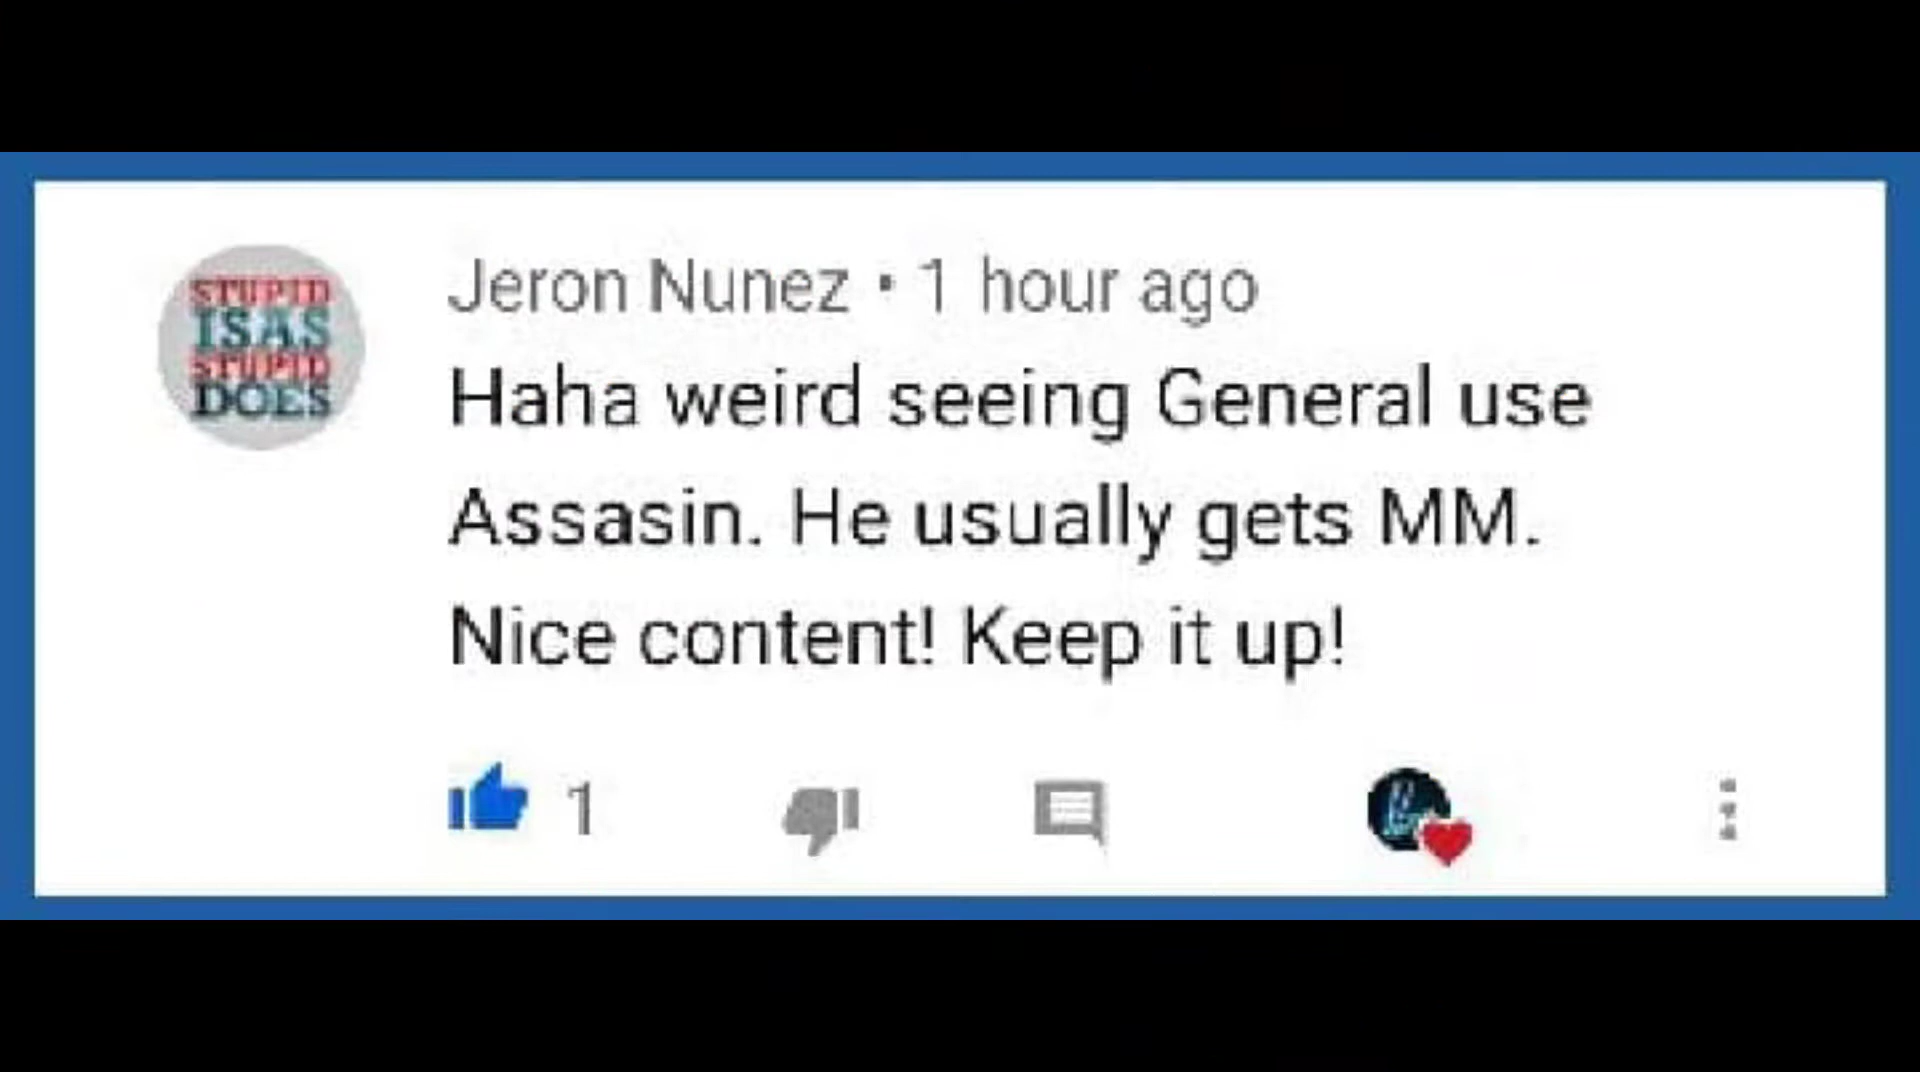 STUPID
IS AS
STUPID
DOES
Jeron Nunez • 1 hour ago
Haha weird seeing General use
Assasin. He usually gets MM.
Nice content! Keep it up!
1